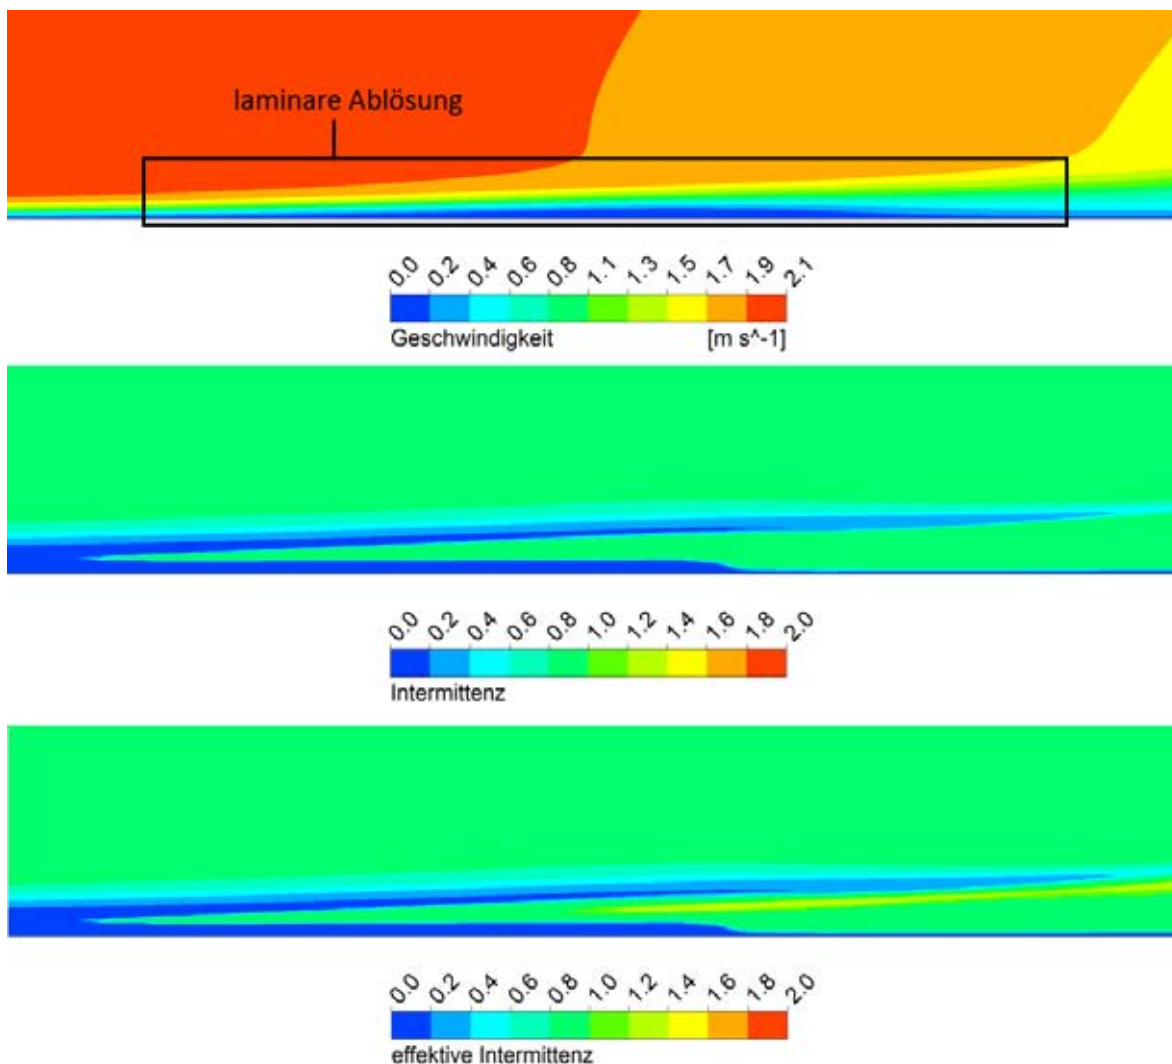 laminare Ablösung
0.0 0.2 0.4 0.6 0.8 1.1 1.3 1.5 1.7 1.9 2.1
Geschwindigkeit [m s^-1]
0.0 0.2 0.4 0.6 0.8 1.0 1.2 1.4 1.6 1.8 2.0
Intermittenz
0.0 0.2 0.4 0.6 0.8 1.0 1.2 1.4 1.6 1.8 2.0
effektive Intermittenz